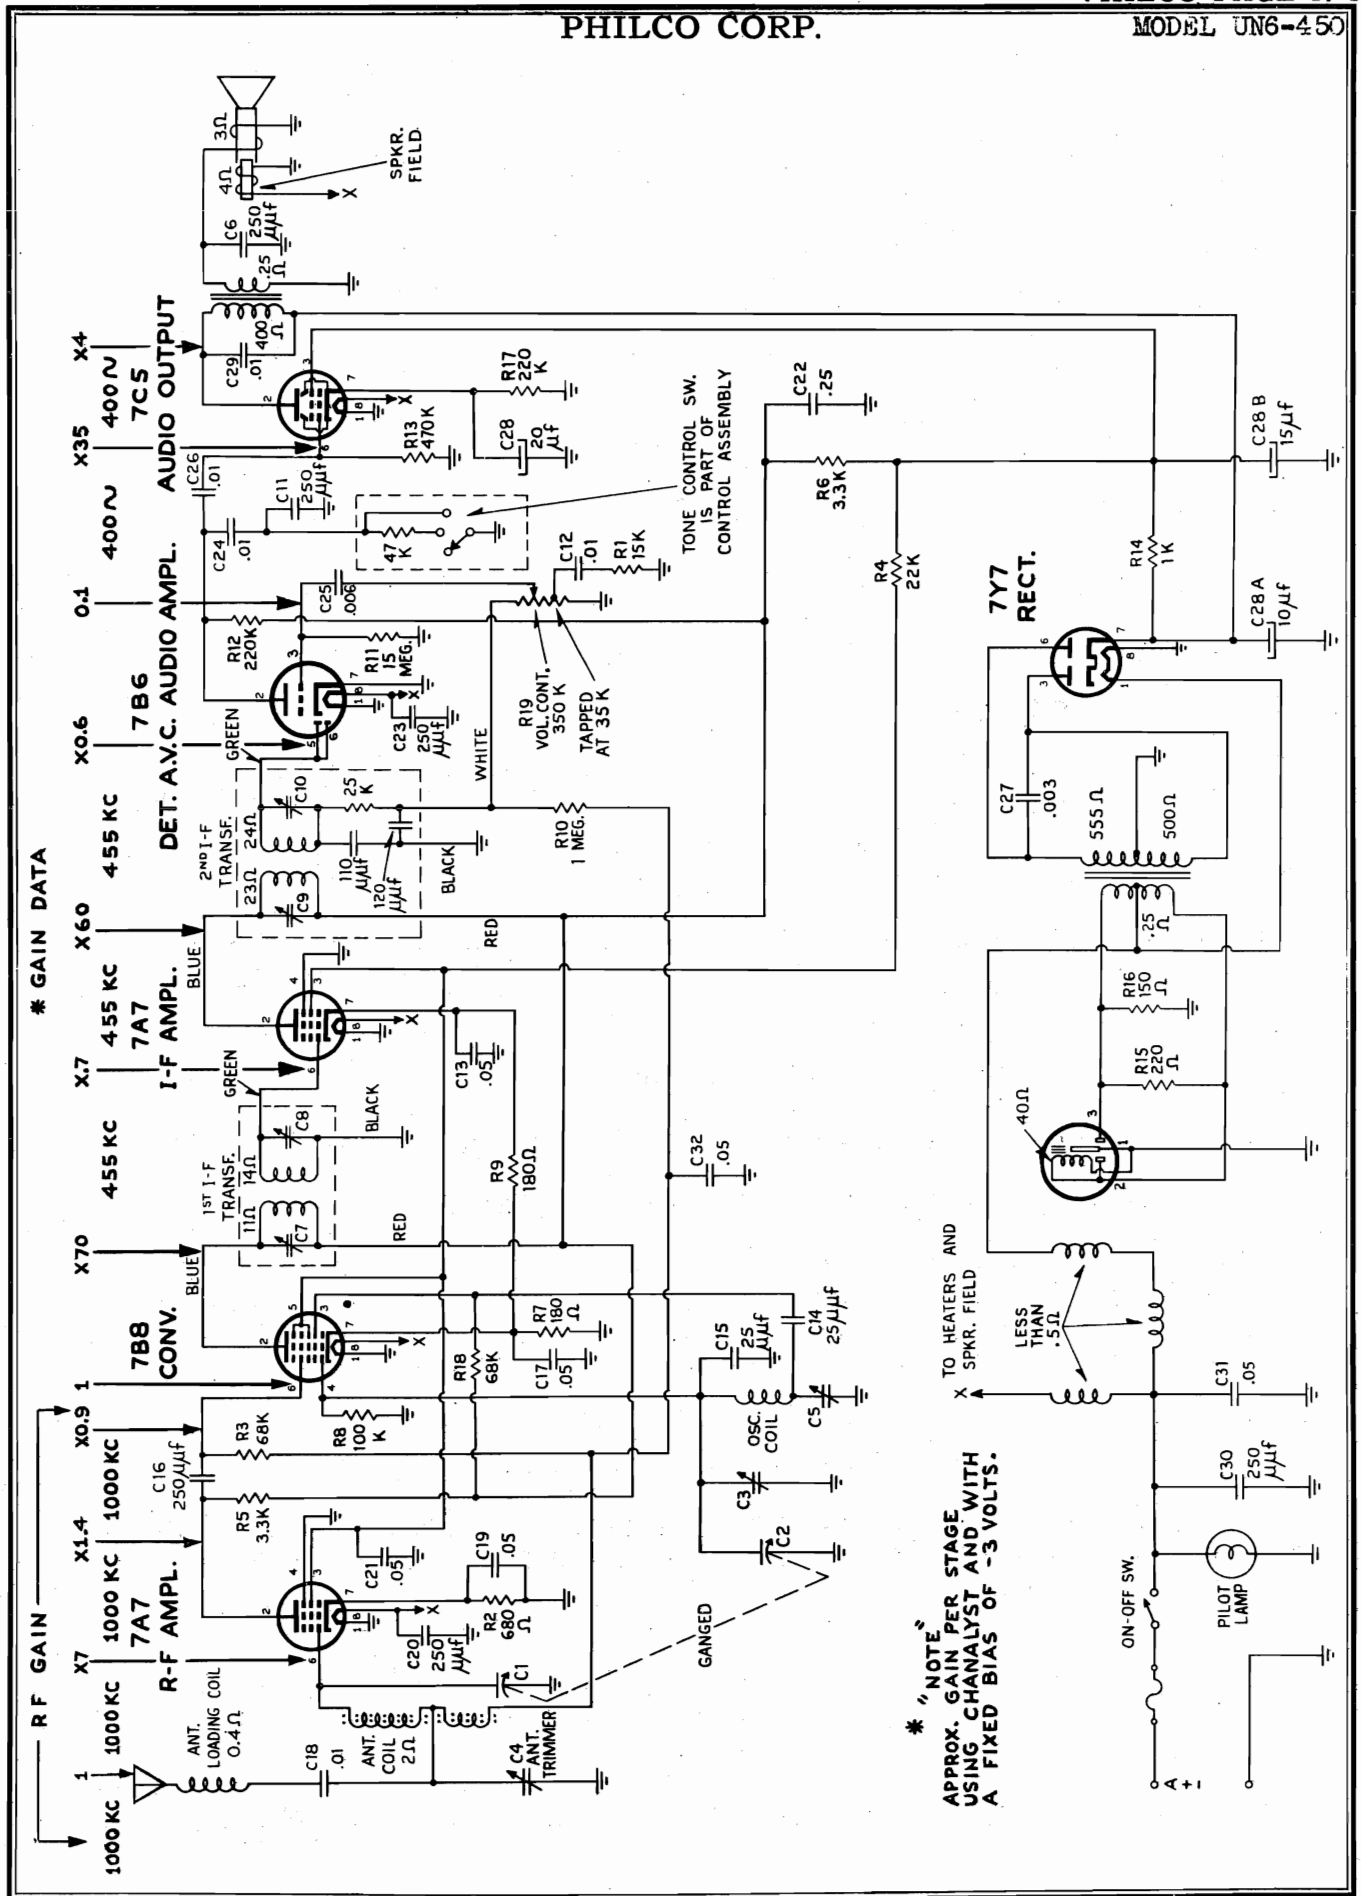 PHILCO CORP.
MODEL UN6-450
* GAIN DATA
RF GAIN
1000 KC
1
1000 KC
X7
1000 KC
X1.4
1000 KC
X0.9
1
X70
455 KC
X.7
455 KC
X60
455 KC
X0.6
0.1
400 ∿
X35
400 ∿
X4
7A7
R-F AMPL.
7B8
CONV.
7A7
I-F AMPL.
7B6
DET. A.V.C. AUDIO AMPL.
7C5
AUDIO OUTPUT
ANT.
LOADING COIL
0.4Ω
C18
.01
ANT.
COIL
2Ω
C4
ANT.
TRIMMER
C1
GANGED
C20
250
μμf
R2
680
Ω
C19
.05
C21
.05
R5
3.3K
C16
250μμf
R3
68K
R8
100
K
R18
68K
C17
.05
R7
180
Ω
BLUE
1ST I-F
TRANSF.
11Ω
14Ω
C7
C8
RED
BLACK
GREEN
R9
180Ω
C13
.05
BLUE
2ND I-F
TRANSF.
23Ω
24Ω
C9
C10
25
K
110
μμf
120
μμf
RED
BLACK
GREEN
WHITE
R10
1 MEG.
C32
.05
C23
250
μμf
R11
15
MEG.
R12
220K
C25
.006
R19
VOL. CONT.
350 K
TAPPED
AT 35 K
C12
.01
R1
15K
C24
.01
C11
250
μμf
47
K
C26
.01
R13
470K
C28
20
μf
R17
220
K
TONE CONTROL SW.
IS PART OF
CONTROL ASSEMBLY
C29
.01
400
Ω
.25
Ω
C6
250
μμf
4Ω
3Ω
SPKR.
FIELD
X
C2
C3
OSC.
COIL
C5
C15
25
μμf
C14
25μμf
R4
22K
R6
3.3K
C22
.25
R14
1K
C28A
10μf
C28B
15μf
7Y7
RECT.
C27
.003
555Ω
500Ω
.25
Ω
R16
150
Ω
R15
220
Ω
40Ω
TO HEATERS AND
SPKR. FIELD
X
LESS
THAN
.5Ω
C31
.05
C30
250
μμf
PILOT
LAMP
ON-OFF SW.
A
+
-
* "NOTE"
APPROX. GAIN PER STAGE
USING CHANALYST AND WITH
A FIXED BIAS OF -3 VOLTS.